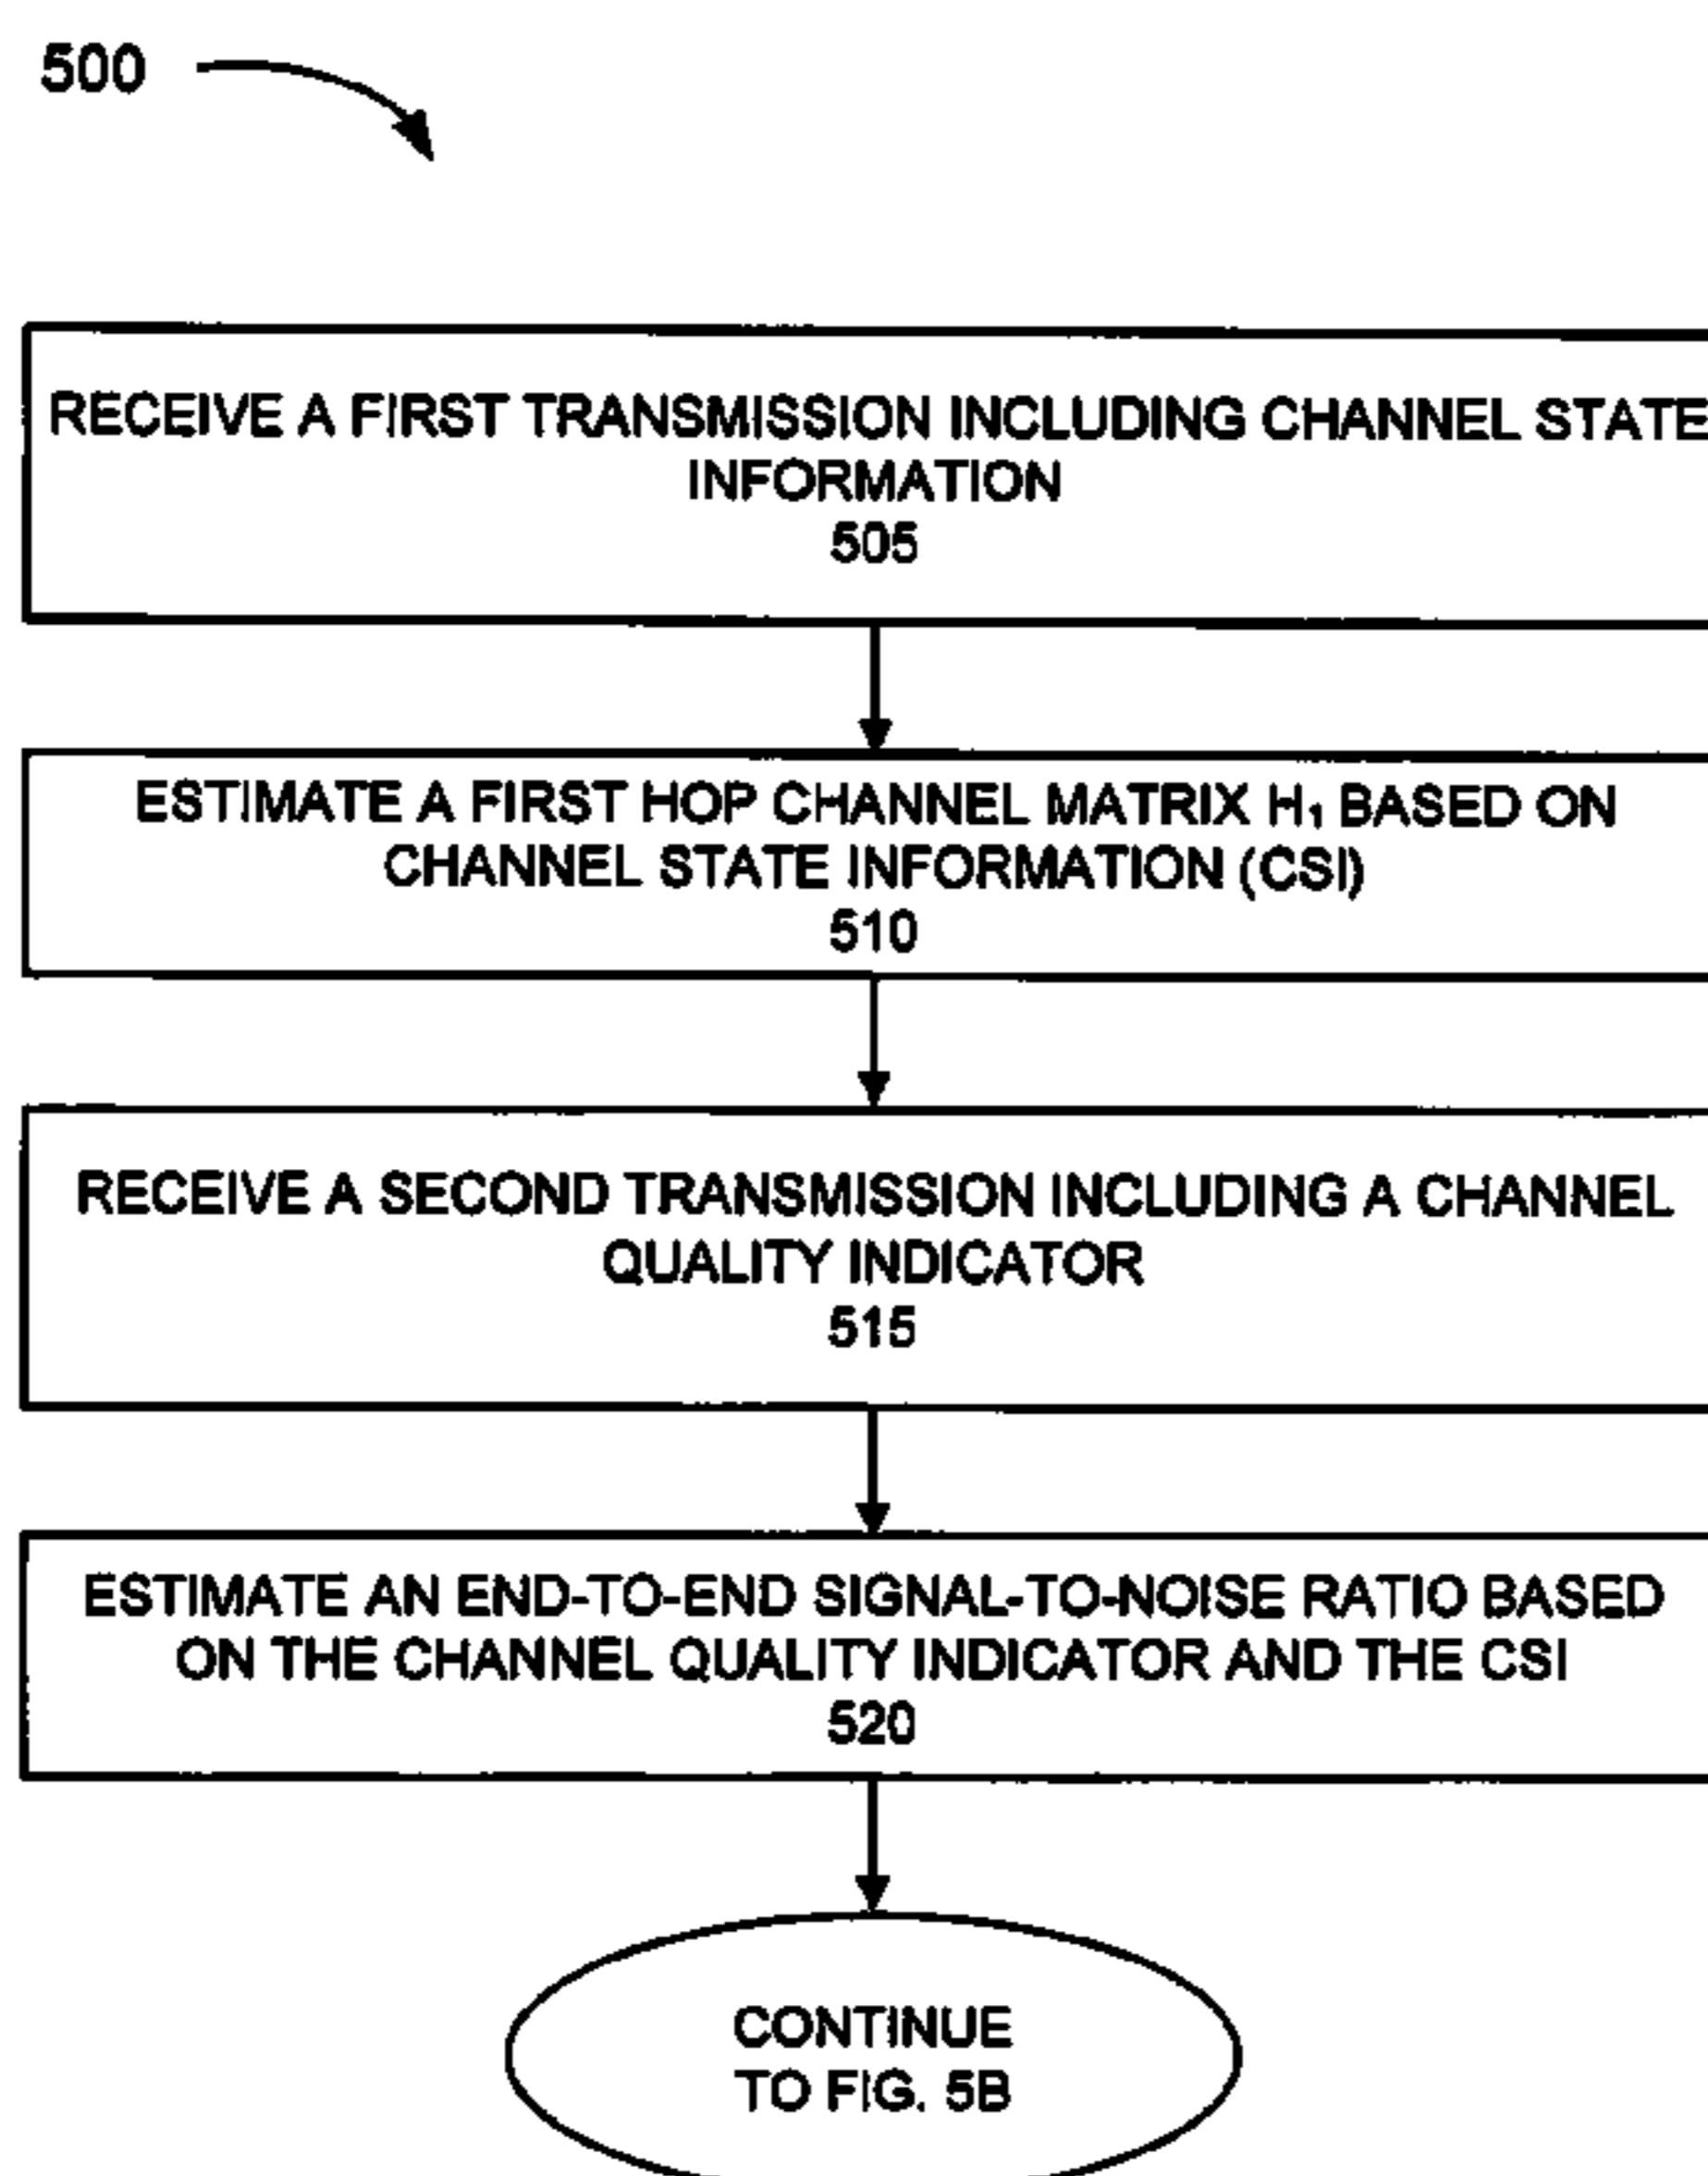 500
RECEIVE A FIRST TRANSMISSION INCLUDING CHANNEL STATE
INFORMATION
505
ESTIMATE A FIRST HOP CHANNEL MATRIX H₁ BASED ON
CHANNEL STATE INFORMATION (CSI)
510
RECEIVE A SECOND TRANSMISSION INCLUDING A CHANNEL
QUALITY INDICATOR
515
ESTIMATE AN END-TO-END SIGNAL-TO-NOISE RATIO BASED
ON THE CHANNEL QUALITY INDICATOR AND THE CSI
520
CONTINUE
TO FIG. 5B